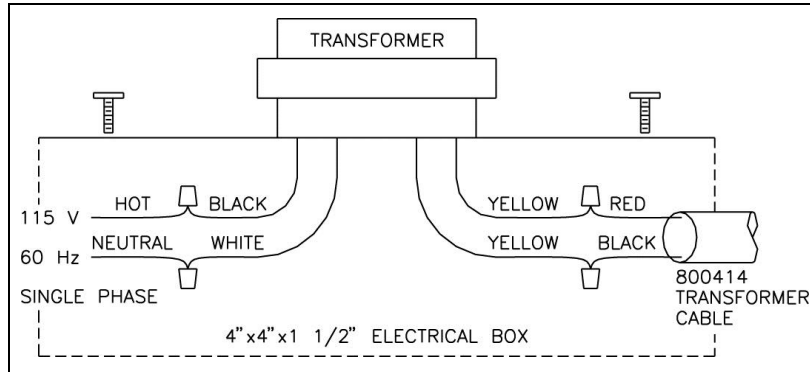 TRANSFORMER
HOT BLACK
YELLOW RED
115 V
NEUTRAL WHITE
YELLOW BLACK
60 Hz
SINGLE PHASE
800414
TRANSFORMER
CABLE
4"x4"x1 1/2" ELECTRICAL BOX